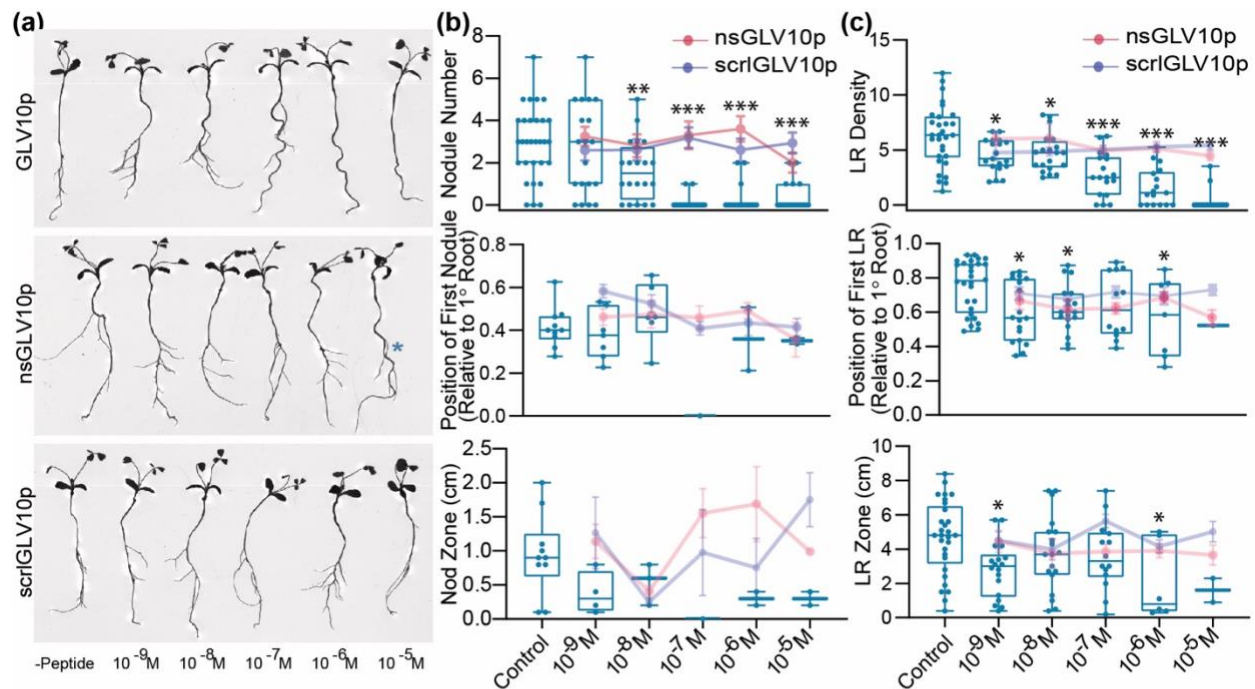 (a)
GLV10p
nsGLV10p
*
scrlGLV10p
-Peptide 10⁻⁹M 10⁻⁸M 10⁻⁷M 10⁻⁶M 10⁻⁵M
(b)
nsGLV10p
scrlGLV10p
Nodule Number
8
6
4
2
0
** *** *** ***
Position of First Nodule
(Relative to 1° Root)
0.8
0.6
0.4
0.2
0.0
Nod Zone (cm)
2.5
2.0
1.5
1.0
0.5
0.0
Control 10⁻⁹M 10⁻⁸M 10⁻⁷M 10⁻⁶M 10⁻⁵M
(c)
nsGLV10p
scrlGLV10p
LR Density
15
10
5
0
* * *** *** ***
Position of First LR
(Relative to 1° Root)
1.0
0.8
0.6
0.4
0.2
0.0
* * *
LR Zone (cm)
10
8
6
4
2
0
* *
Control 10⁻⁹M 10⁻⁸M 10⁻⁷M 10⁻⁶M 10⁻⁵M